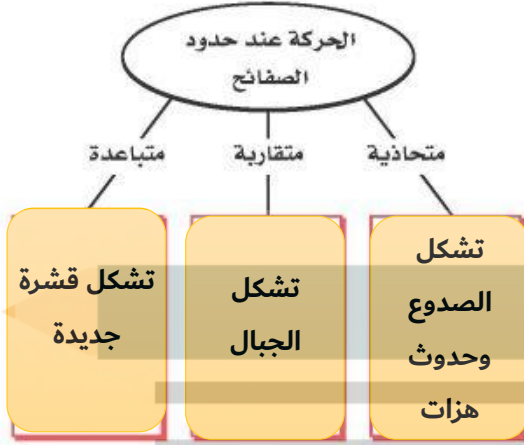 الحركة عند حدود
الصفائح
متحاذية
متقاربة
متباعدة
تشكل
الصدوع
وحدوث
هزات
تشكل
الجبال
تشكل قشرة
جديدة